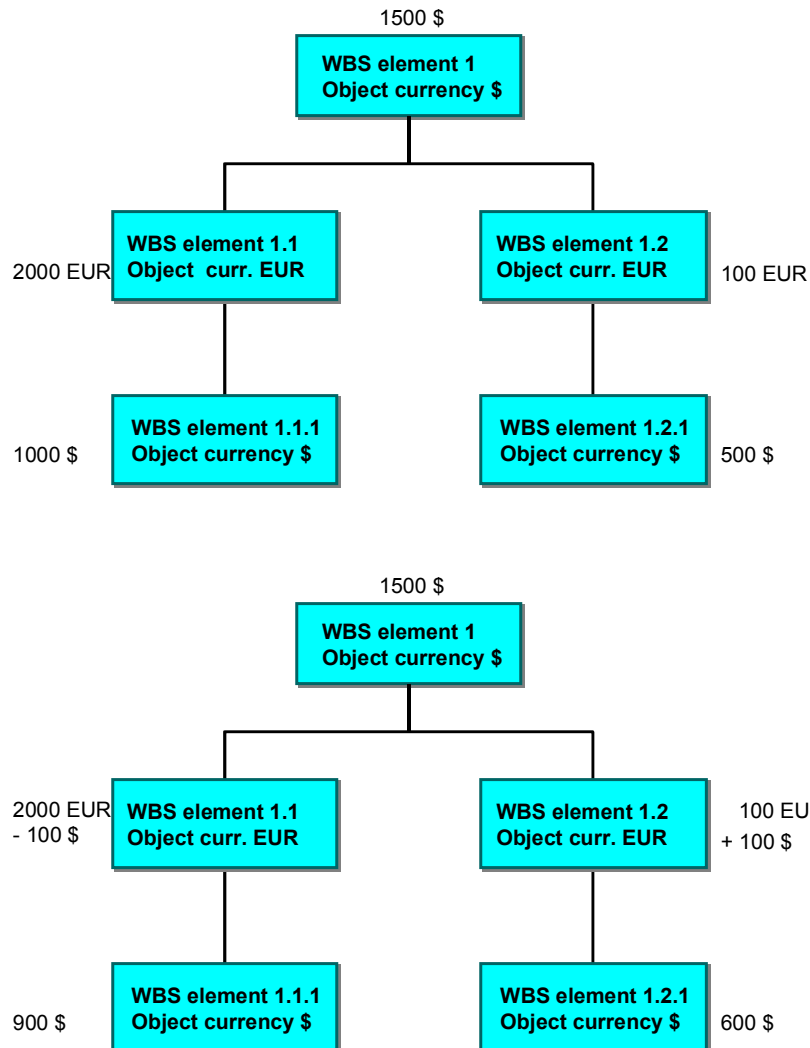 1500 $
WBS element 1
Object currency $
WBS element 1.1
Object curr. EUR
2000 EUR
WBS element 1.2
Object curr. EUR
100 EUR
WBS element 1.1.1
Object currency $
1000 $
WBS element 1.2.1
Object currency $
500 $
1500 $
WBS element 1
Object currency $
2000 EUR
- 100 $
WBS element 1.1
Object curr. EUR
WBS element 1.2
Object curr. EUR
100 EU
+ 100 $
WBS element 1.1.1
Object currency $
900 $
WBS element 1.2.1
Object currency $
600 $